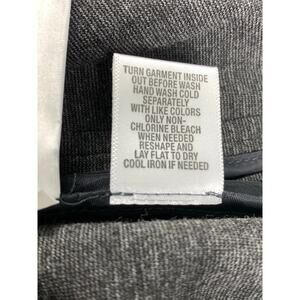 TURN GARMENT INSIDE
OUT BEFORE WASH
HAND WASH COLD
SEPARATELY
WITH LIKE COLORS
ONLY NON-
CHLORINE BLEACH
WHEN NEEDED
RESHAPE AND
LAY FLAT TO DRY
COOL IRON IF NEEDED